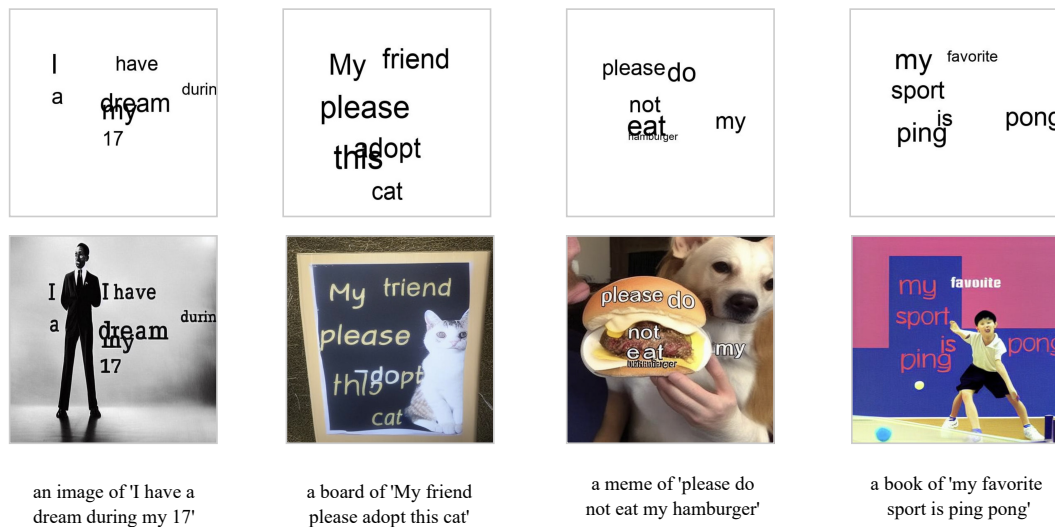 I have
a dream durin
my
17
My friend
please
adopt
this
cat
please do
not
eat my
hamburger
my favorite
sport
is pong
ping
I I have
a dream durin
my
17
My friend
please
this
cat
please do
not
eat my
my favoiite
sport
is pong
ping
an image of 'I have a
dream during my 17'
a board of 'My friend
please adopt this cat'
a meme of 'please do
not eat my hamburger'
a book of 'my favorite
sport is ping pong'